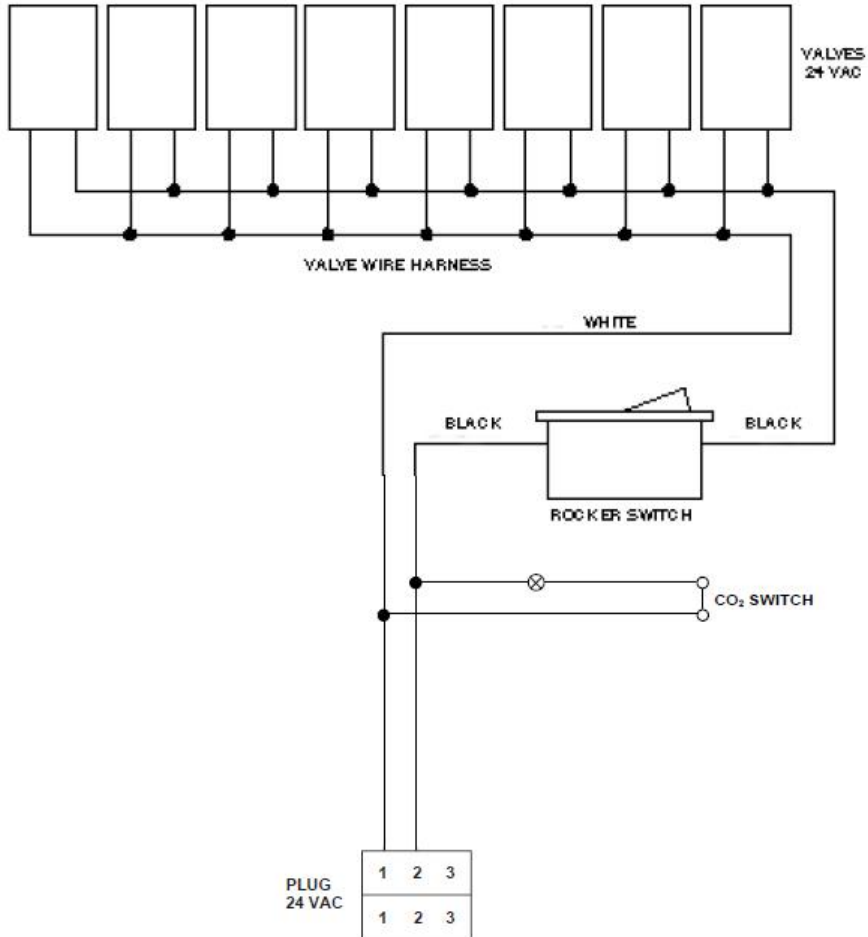 VALVES
24 VAC
VALVE WIRE HARNESS
WHITE
BLACK
BLACK
ROCKER SWITCH
CO₂ SWITCH
PLUG
24 VAC
1 2 3
1 2 3